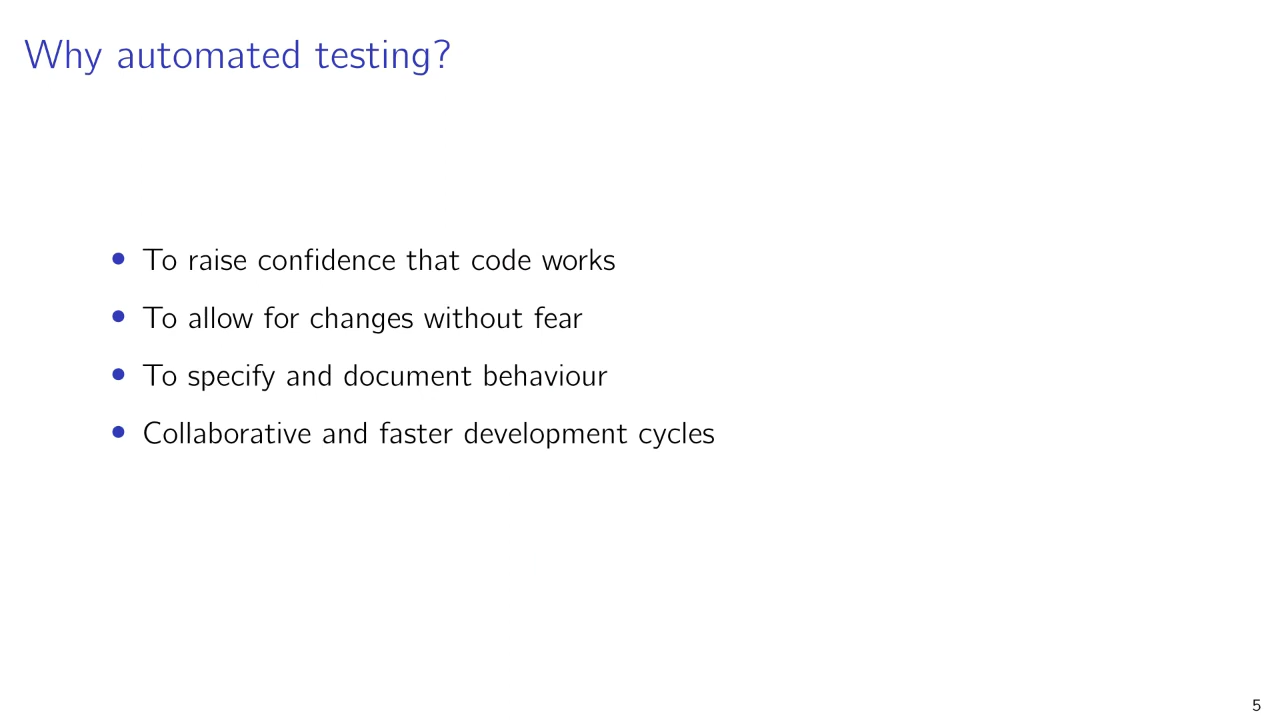 Why automated testing?
• To raise confidence that code works
• To allow for changes without fear
• To specify and document behaviour
• Collaborative and faster development cycles
5